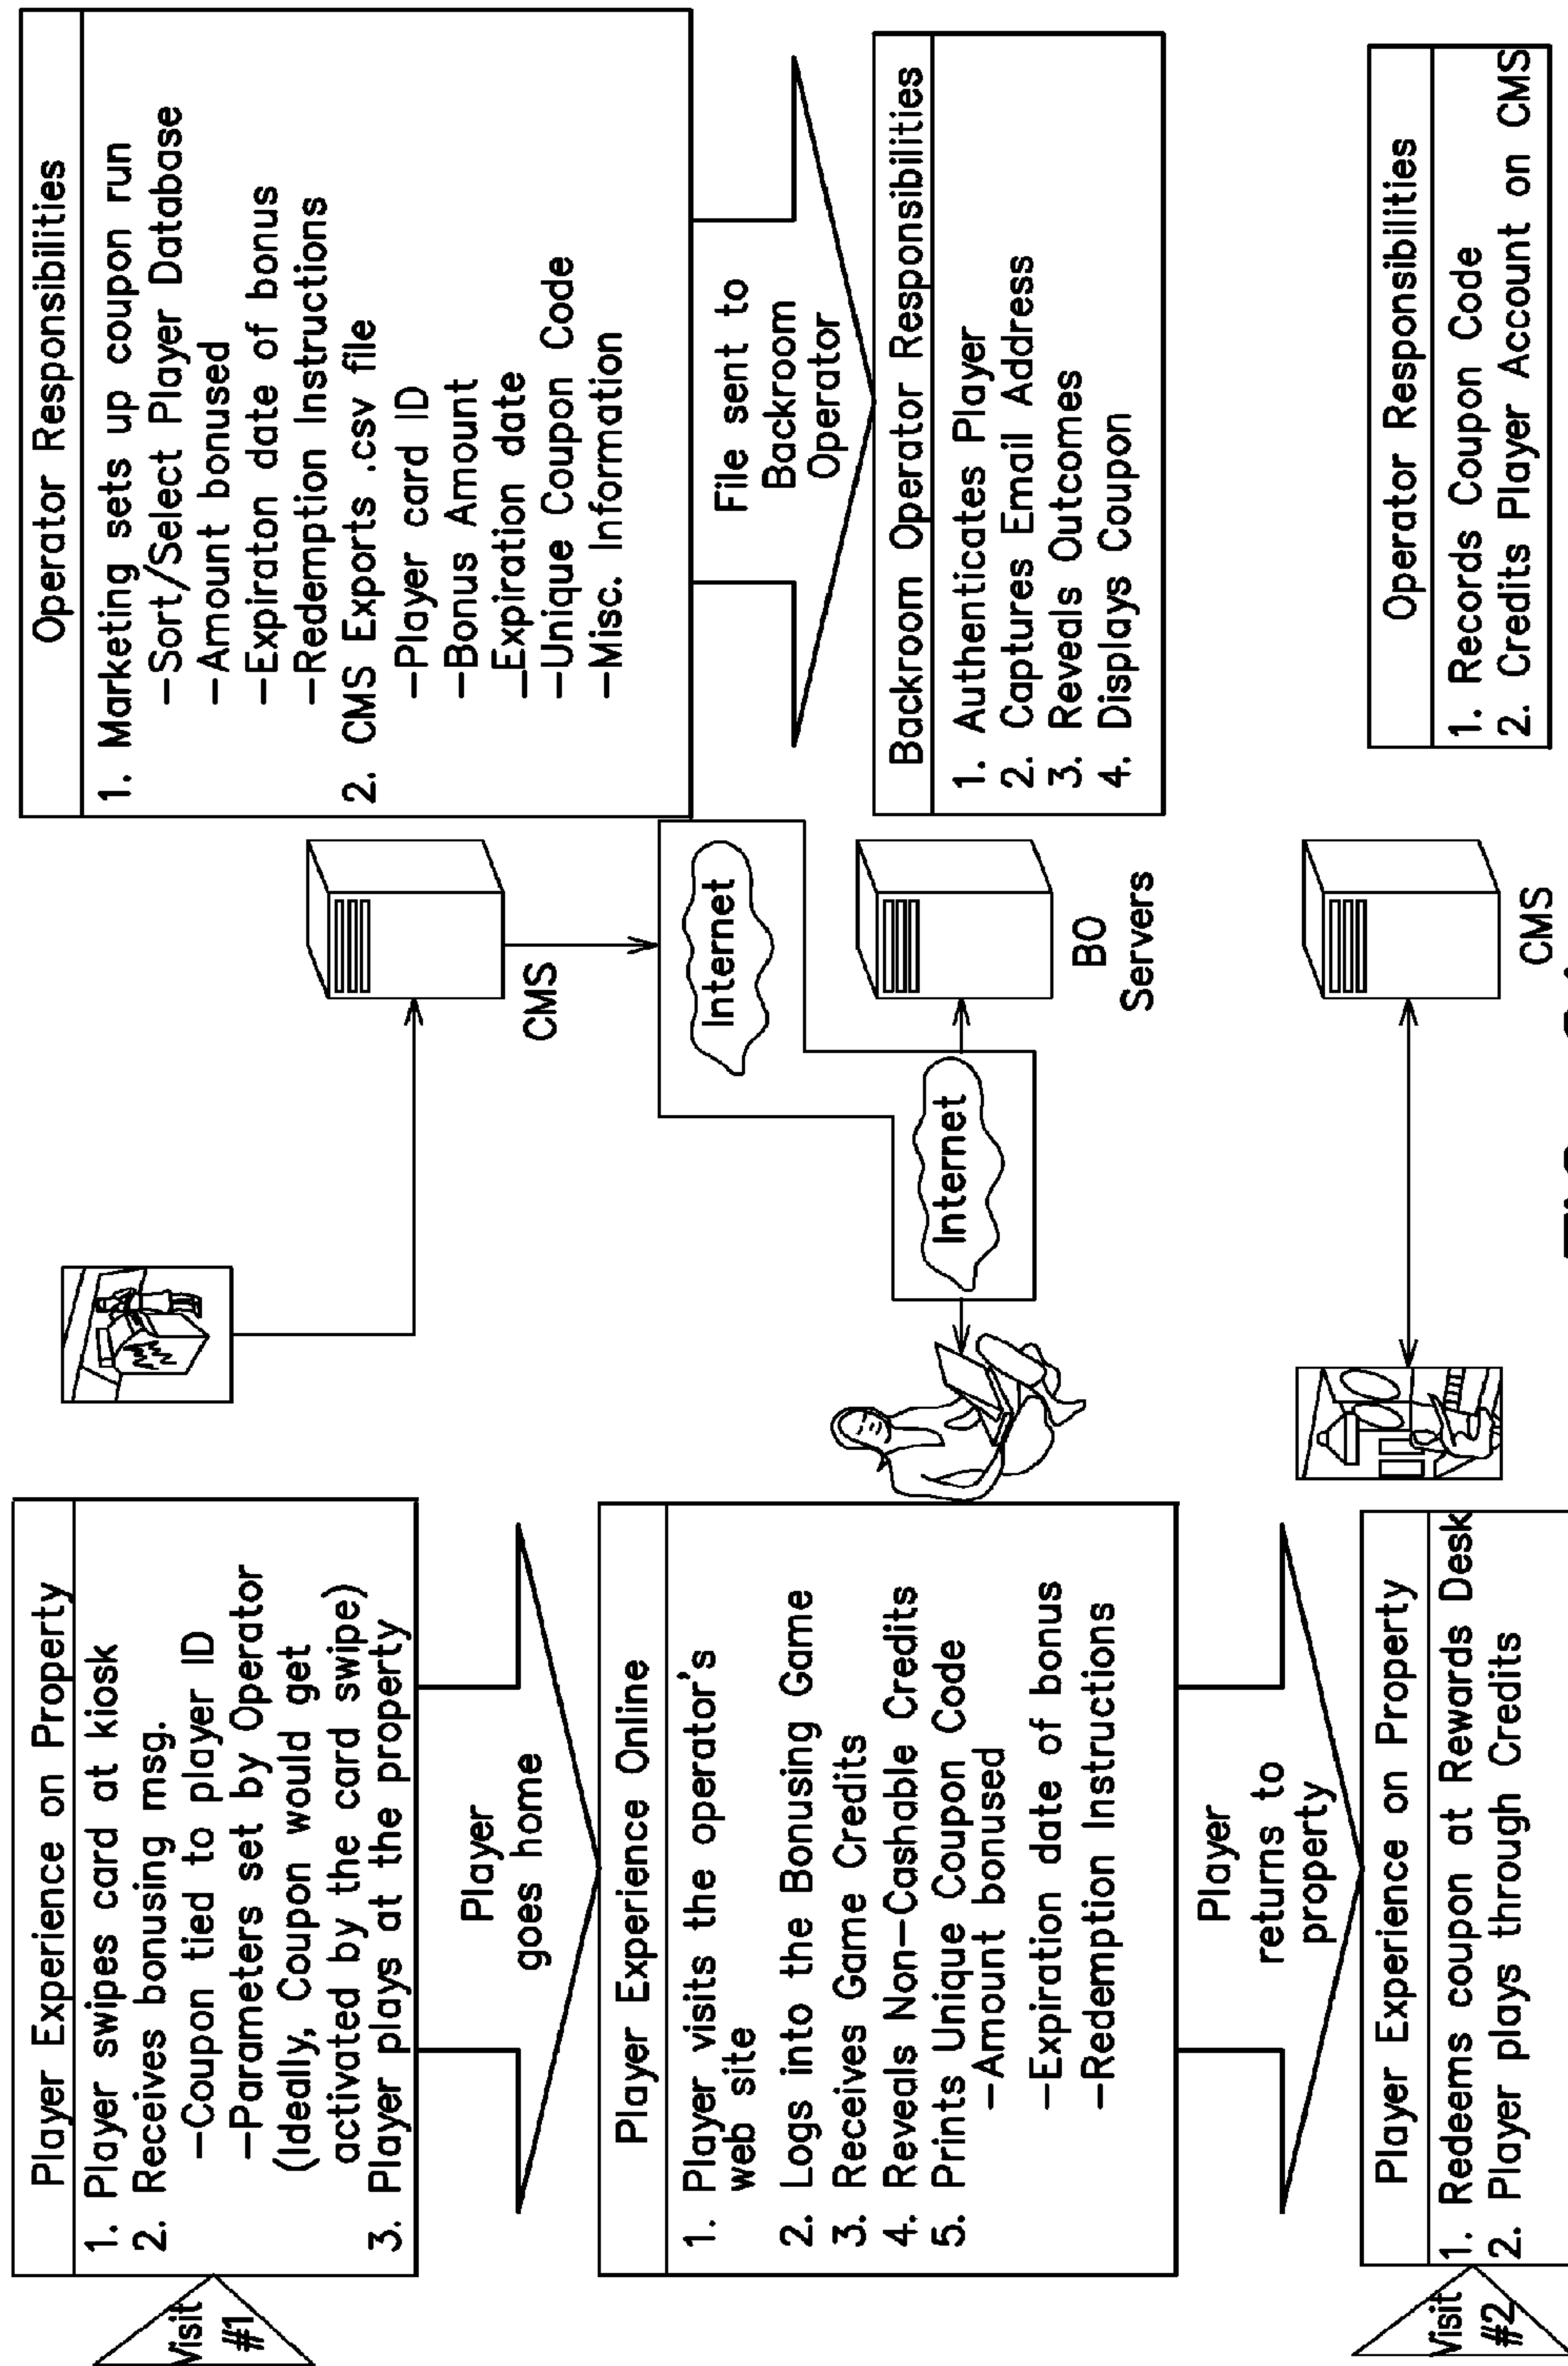 Visit
#1
Player Experience on Property
1. Player swipes card at kiosk
2. Receives bonusing msg.
-Coupon tied to player ID
-Parameters set by Operator
(Ideally, Coupon would get
activated by the card swipe)
3. Player plays at the property
Player
goes home
Player Experience Online
1. Player visits the operator's
web site
2. Logs into the Bonusing Game
3. Receives Game Credits
4. Reveals Non-Cashable Credits
5. Prints Unique Coupon Code
-Amount bonused
-Expiration date of bonus
-Redemption Instructions
Player
returns to
property
Visit
#2
Player Experience on Property
1. Redeems coupon at Rewards Desk
2. Player plays through Credits
CMS
Internet
Internet
BO
Servers
CMS
Operator Responsibilities
1. Marketing sets up coupon run
-Sort/Select Player Database
-Amount bonused
-Expiraton date of bonus
-Redemption Instructions
2. CMS Exports .csv file
-Player card ID
-Bonus Amount
-Expiration date
-Unique Coupon Code
-Misc. Information
File sent to
Backroom
Operator
Backroom Operator Responsibilities
1. Authenticates Player
2. Captures Email Address
3. Reveals Outcomes
4. Displays Coupon
Operator Responsibilities
1. Records Coupon Code
2. Credits Player Account on CMS